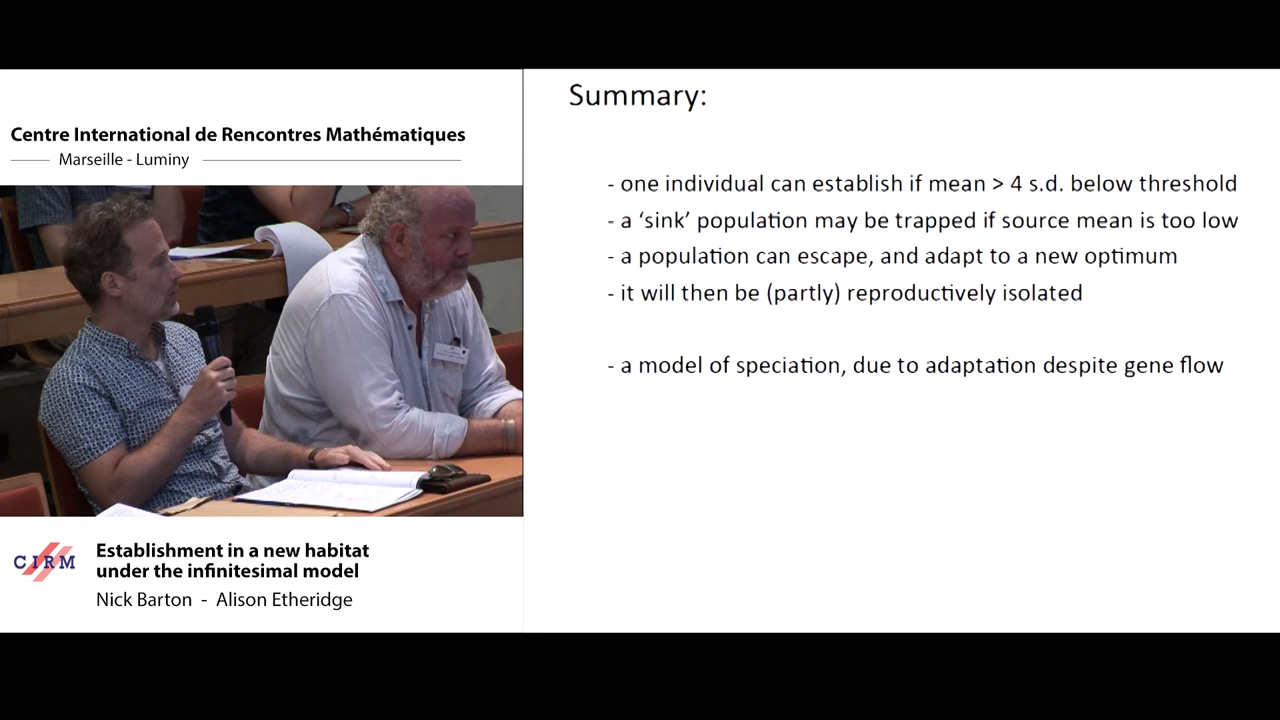 Centre International de Rencontres Mathématiques
Marseille - Luminy
CIRM
Establishment in a new habitat
under the infinitesimal model
Nick Barton - Alison Etheridge
Summary:
- one individual can establish if mean > 4 s.d. below threshold
- a ‘sink’ population may be trapped if source mean is too low
- a population can escape, and adapt to a new optimum
- it will then be (partly) reproductively isolated
- a model of speciation, due to adaptation despite gene flow